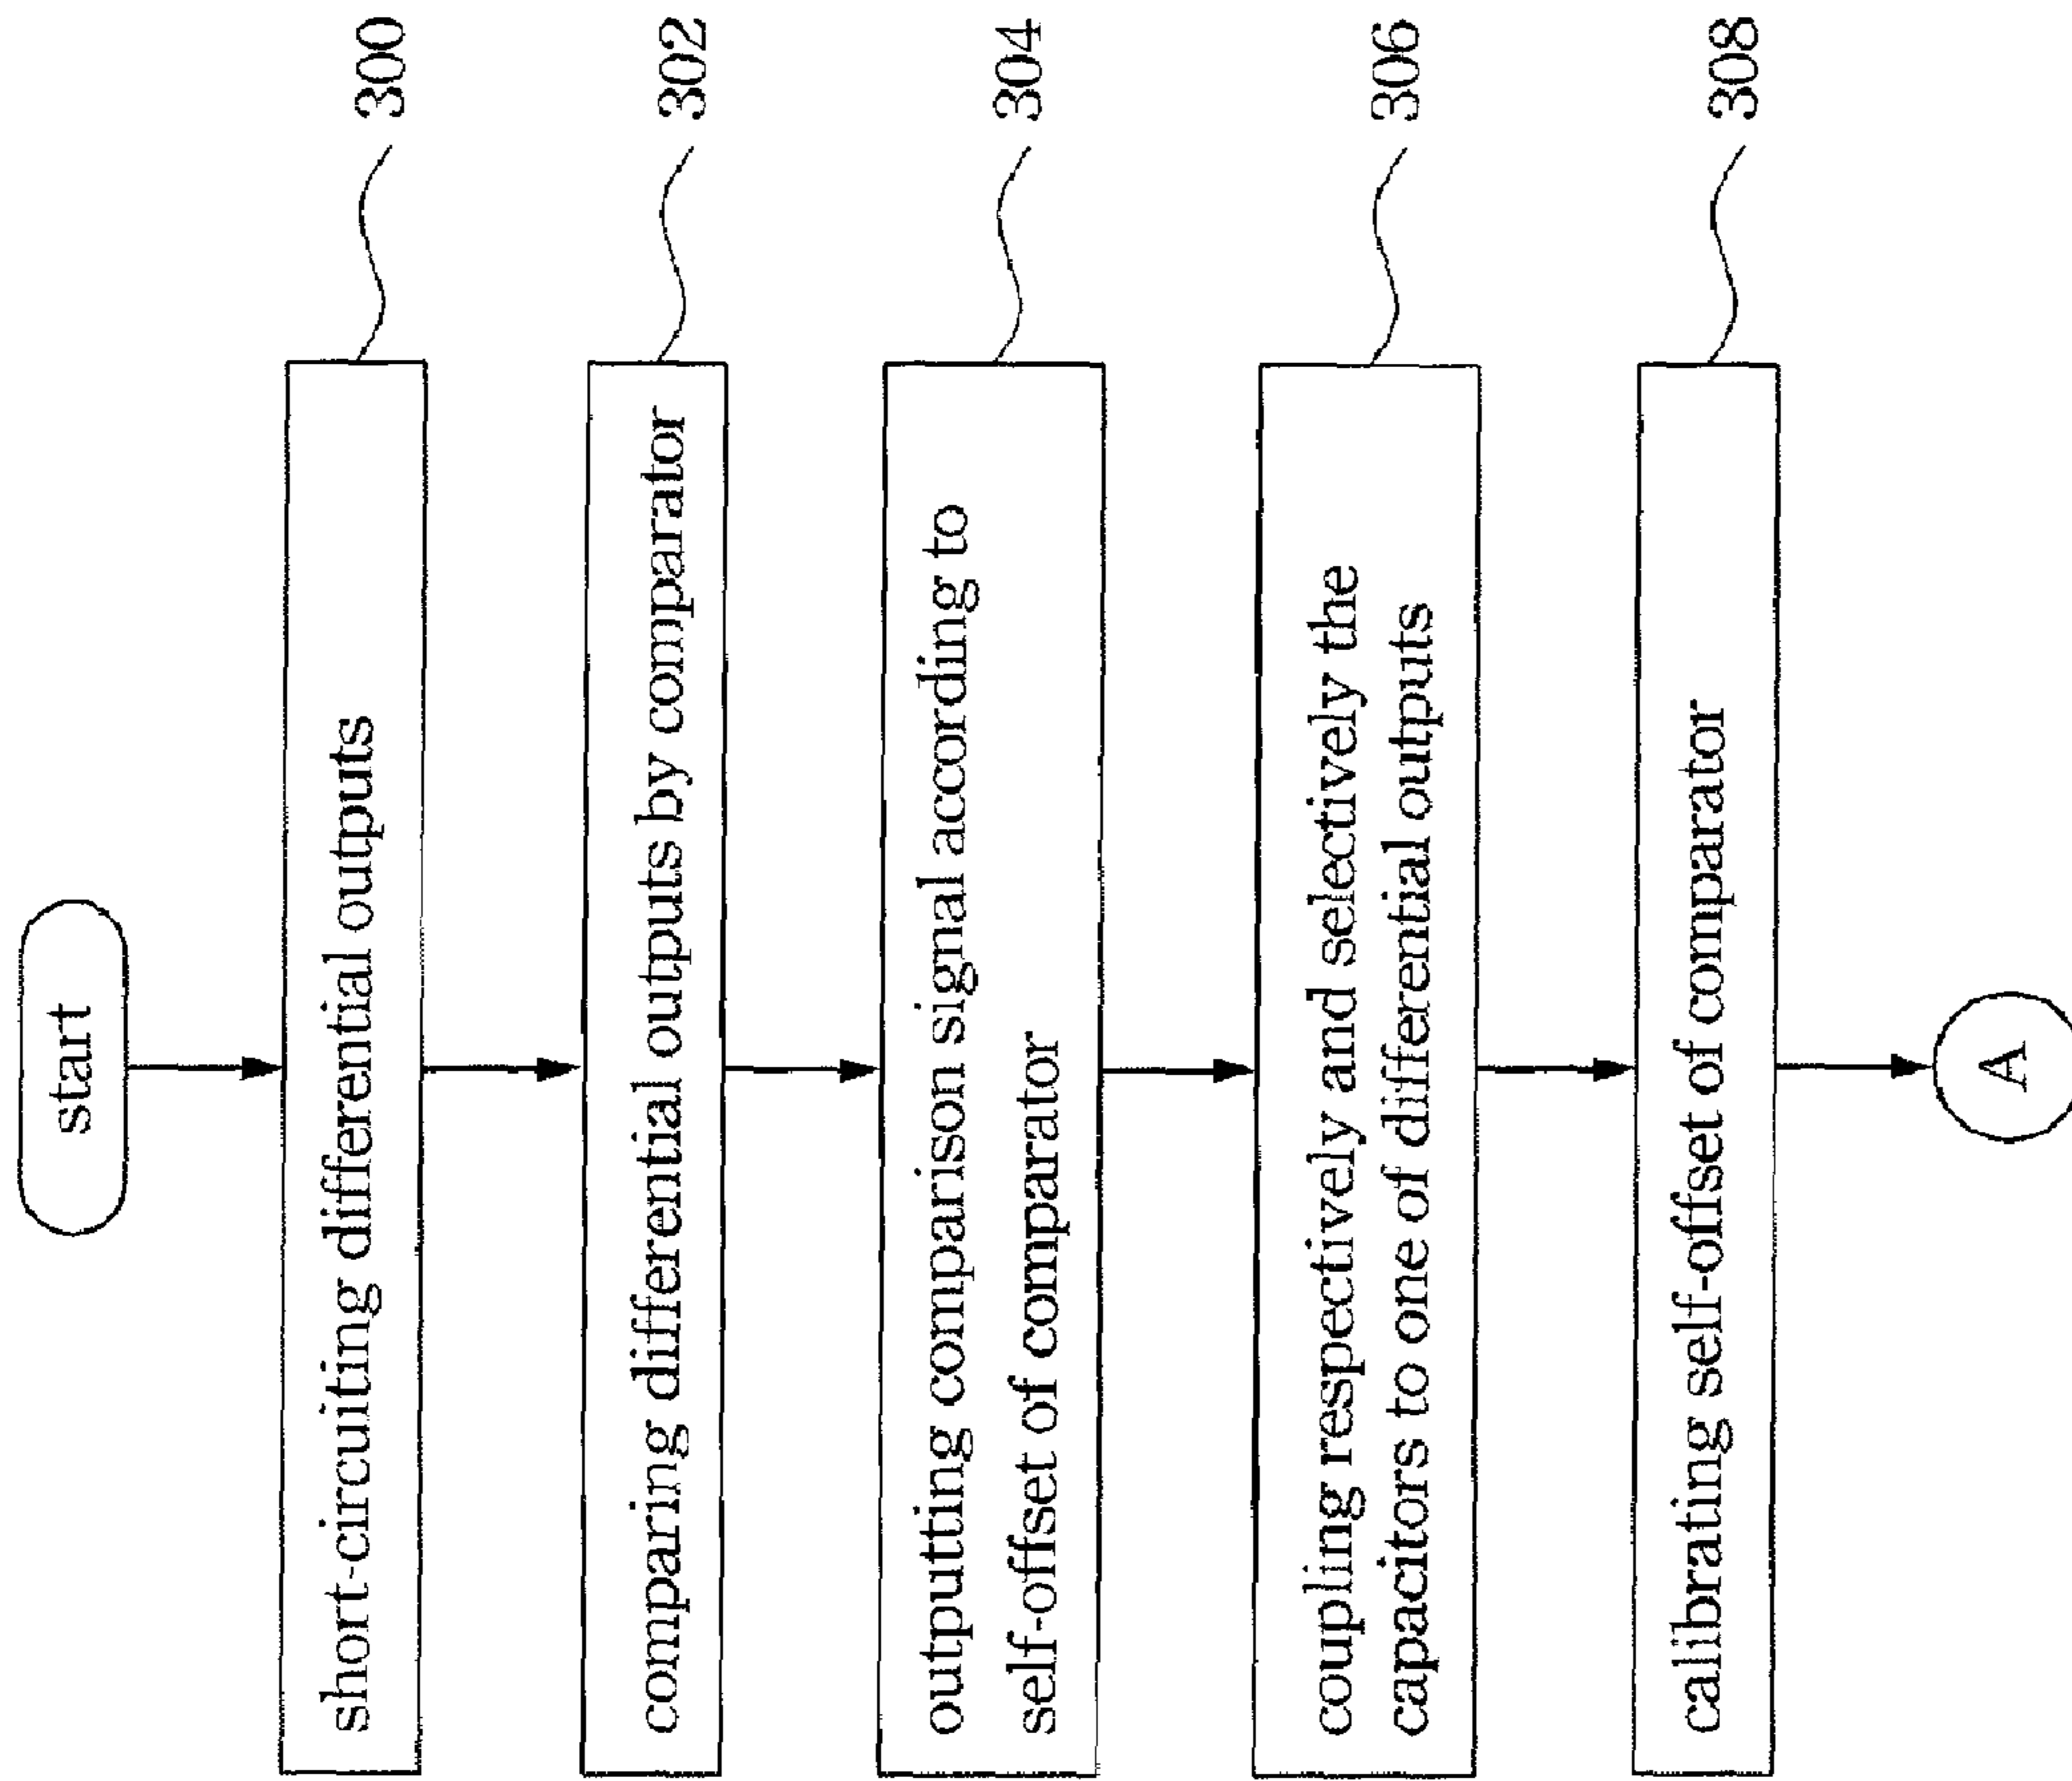 start
short-circuiting differential outputs
300
comparing differential outputs by comparator
302
outputting comparison signal according to
self-offset of comparator
304
coupling respectively and selectively the
capacitors to one of differential outputs
306
calibrating self-offset of comparator
308
A